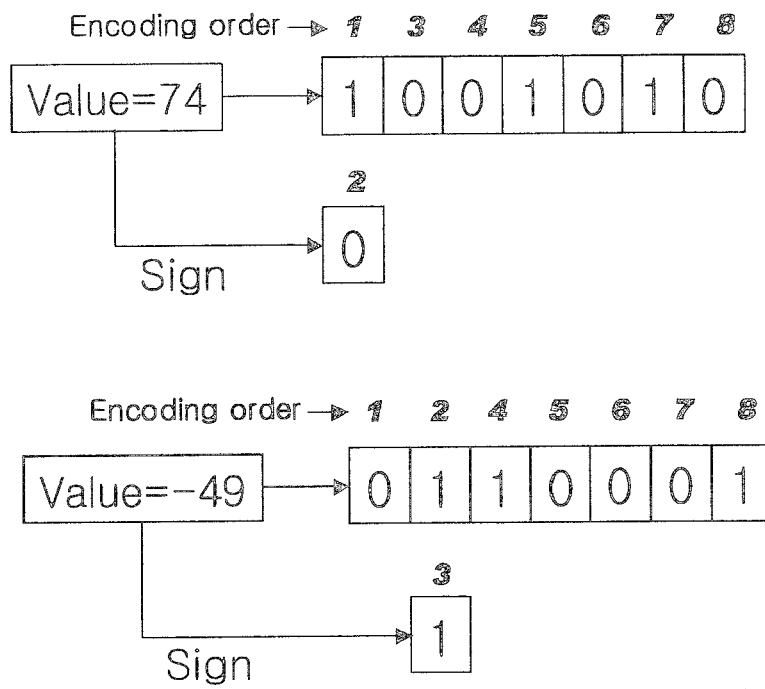 Encoding order 1 3 4 5 6 7 8
Value=74 1 0 0 1 0 1 0
2
0
Sign
Encoding order 1 2 4 5 6 7 8
Value=-49 0 1 1 0 0 0 1
3
1
Sign